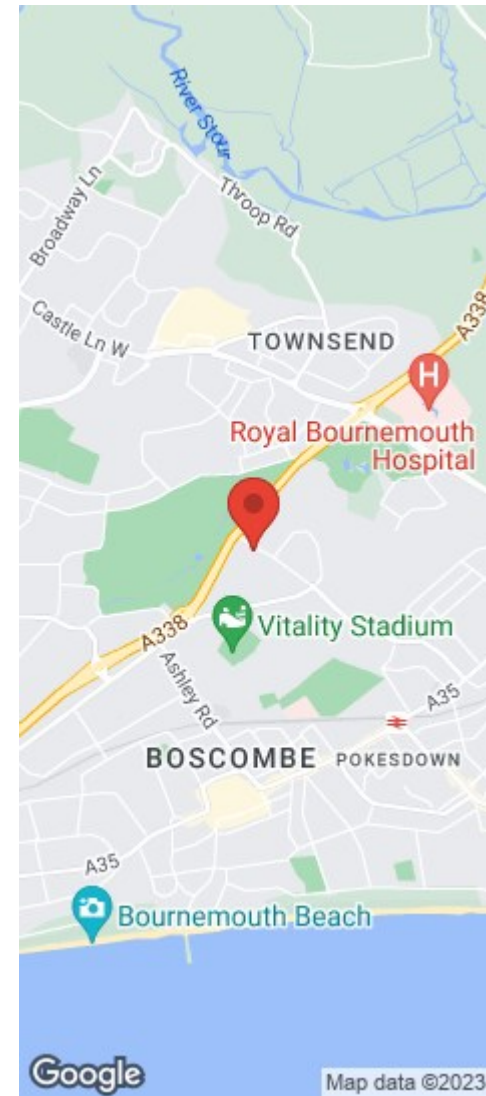 River Stour
Throop Rd
Broadway Ln
Castle Ln W
TOWNSEND
A338
H
Royal Bournemouth
Hospital
Vitality Stadium
A338
Ashley Rd
A35
BOSCOMBE
POKESDOWN
A35
Bournemouth Beach
Google
Map data ©2023